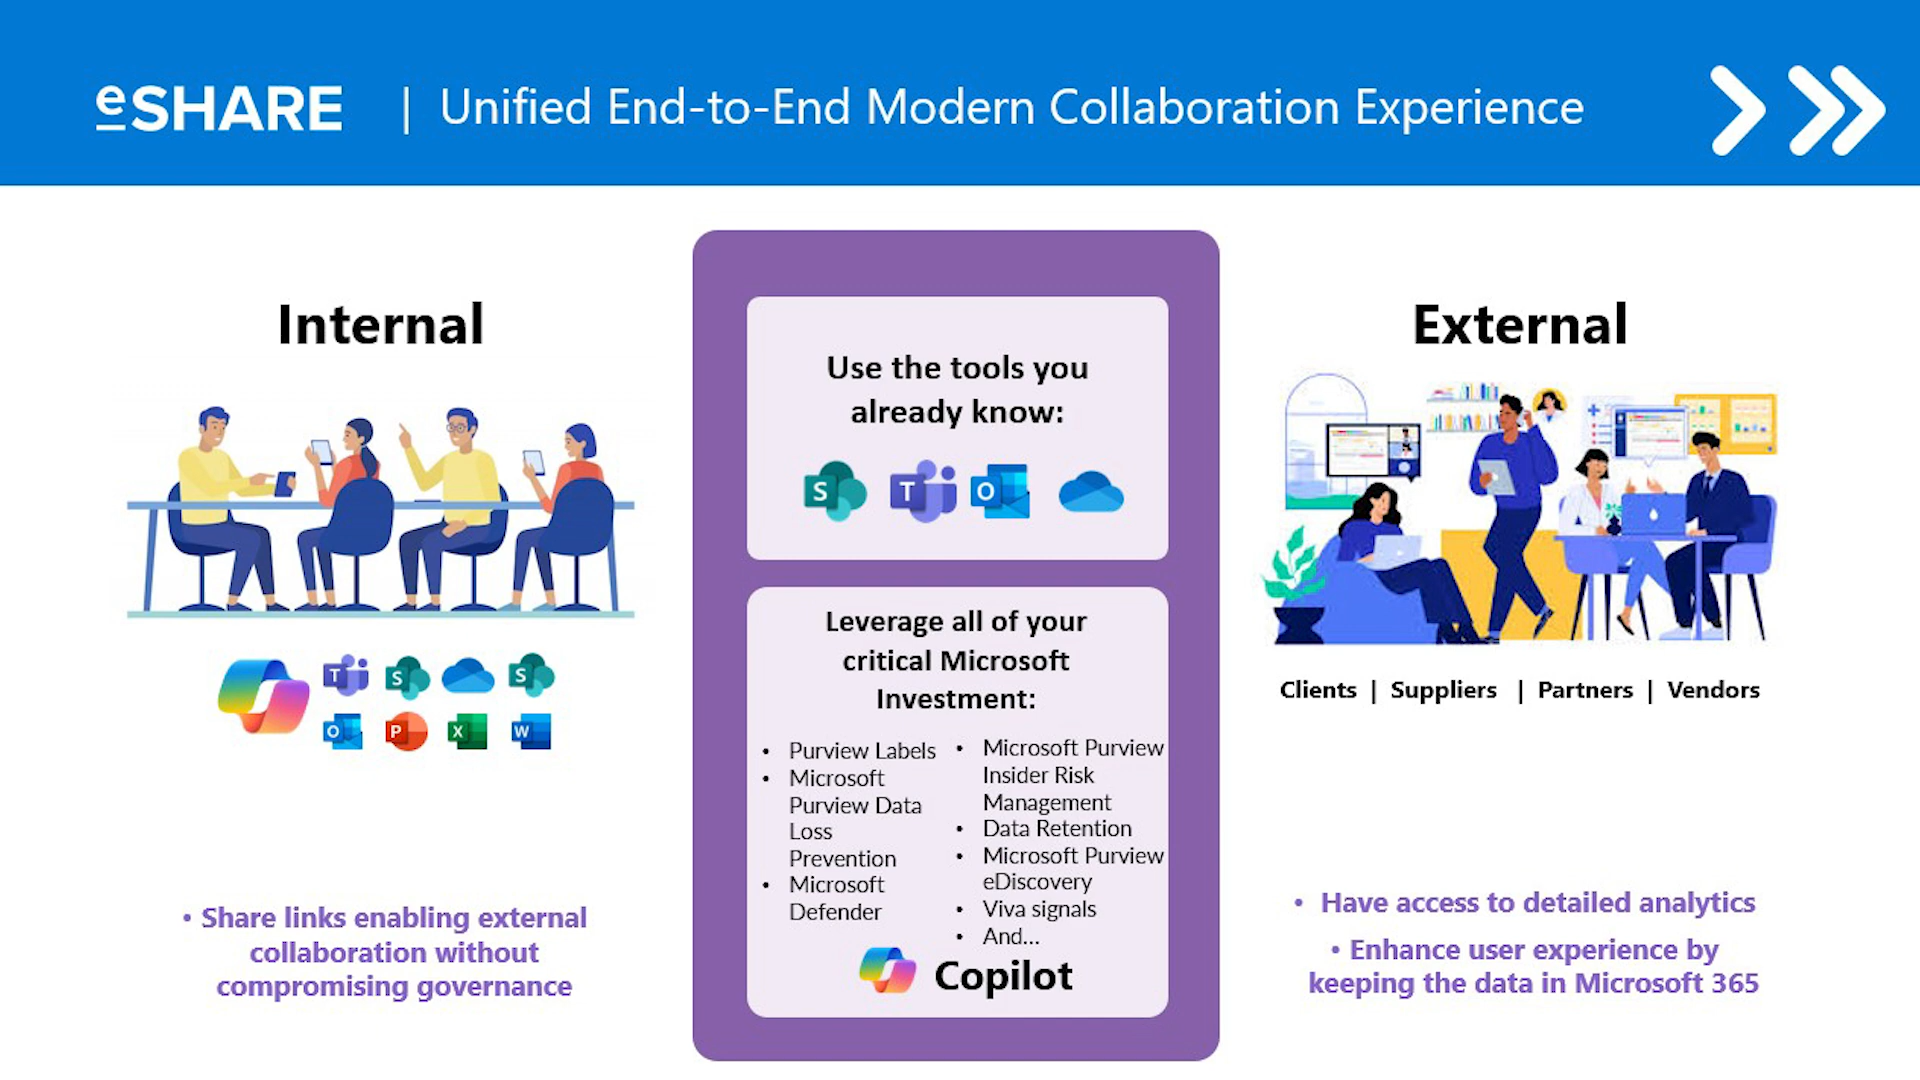 eSHARE | Unified End-to-End Modern Collaboration Experience
Internal
Share links enabling external
collaboration without
compromising governance
Use the tools you
already know:
Leverage all of your
critical Microsoft
Investment:
• Purview Labels
• Microsoft
Purview Data
Loss
Prevention
• Microsoft
Defender
• Microsoft Purview
Insider Risk
Management
• Data Retention
• Microsoft Purview
eDiscovery
• Viva signals
• And...
Copilot
External
Clients | Suppliers | Partners | Vendors
• Have access to detailed analytics
• Enhance user experience by
keeping the data in Microsoft 365